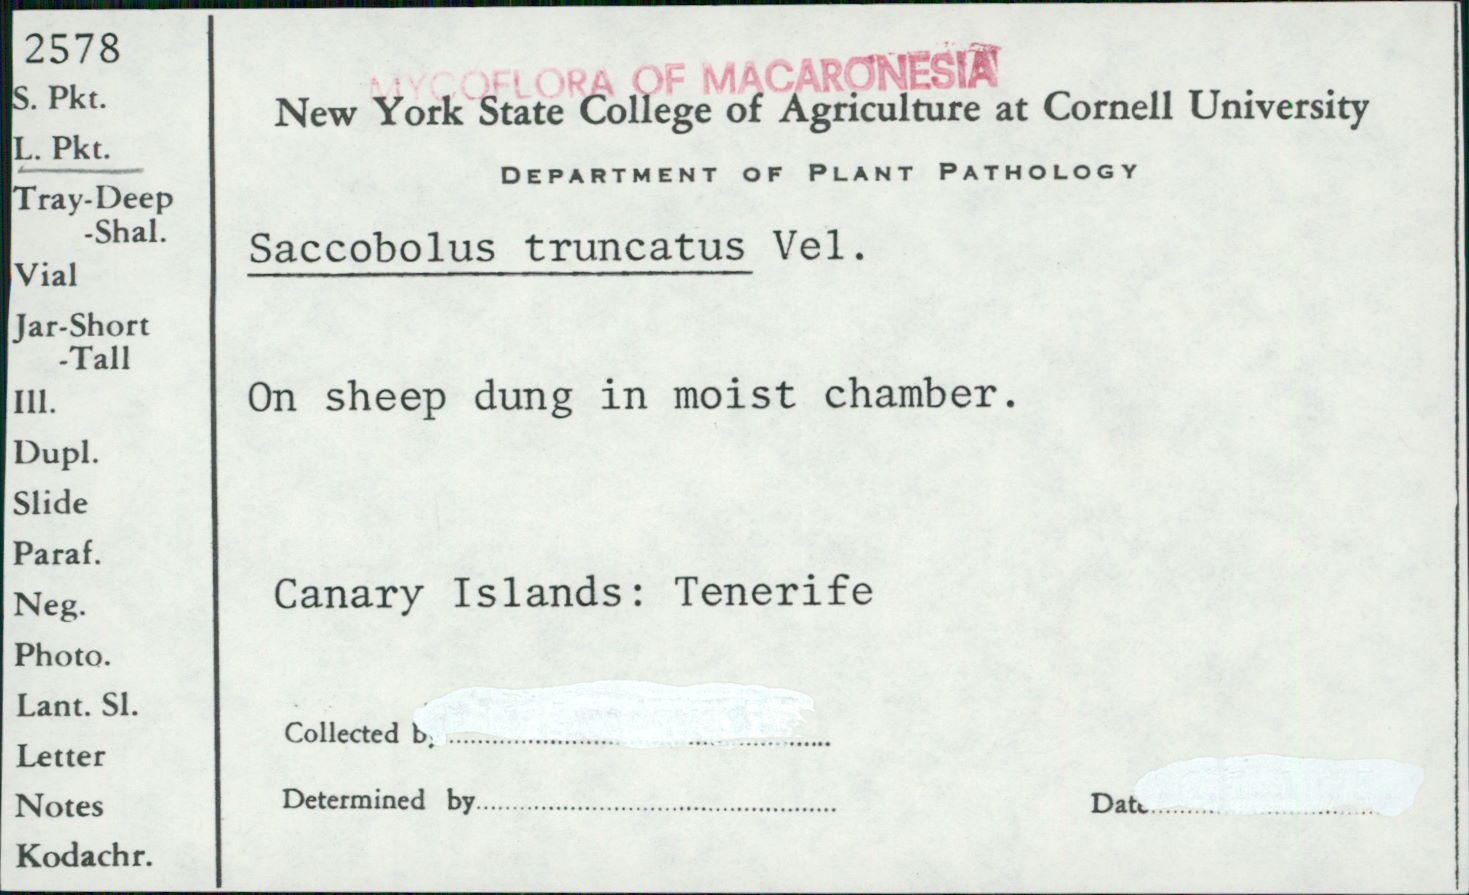 2578
S. Pkt.
L. Pkt.
Tray-Deep
-Shal.
Vial
Jar-Short
-Tall
Ill.
Dupl.
Slide
Paraf.
Neg.
Photo.
Lant. Sl.
Letter
Notes
Kodachr.
MYCOFLORA OF MACARONESIA
New York State College of Agriculture at Cornell University
DEPARTMENT OF PLANT PATHOLOGY
Saccobolus truncatus Vel.
On sheep dung in moist chamber.
Canary Islands: Tenerife
Collected by
Determined by
Date